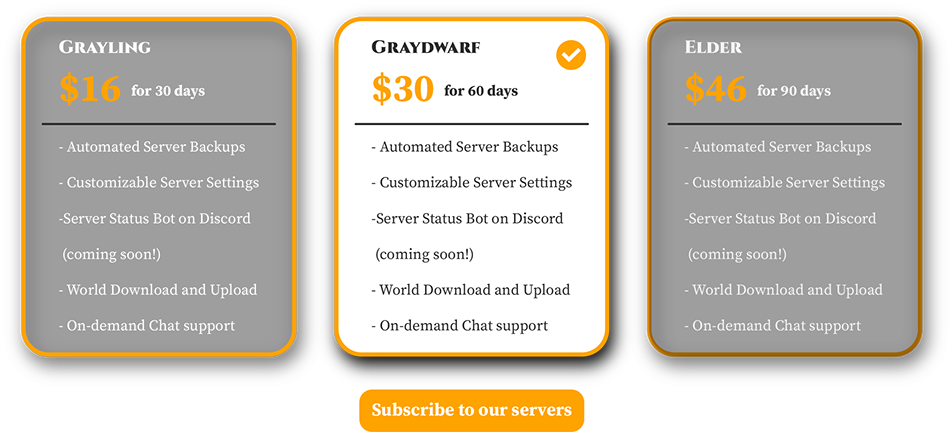 Grayling
$16 for 30 days
- Automated Server Backups
- Customizable Server Settings
-Server Status Bot on Discord
(coming soon!)
- World Download and Upload
- On-demand Chat support
Graydwarf
$30 for 60 days
- Automated Server Backups
- Customizable Server Settings
-Server Status Bot on Discord
(coming soon!)
- World Download and Upload
- On-demand Chat support
Elder
$46 for 90 days
- Automated Server Backups
- Customizable Server Settings
-Server Status Bot on Discord
(coming soon!)
- World Download and Upload
- On-demand Chat support
Subscribe to our servers